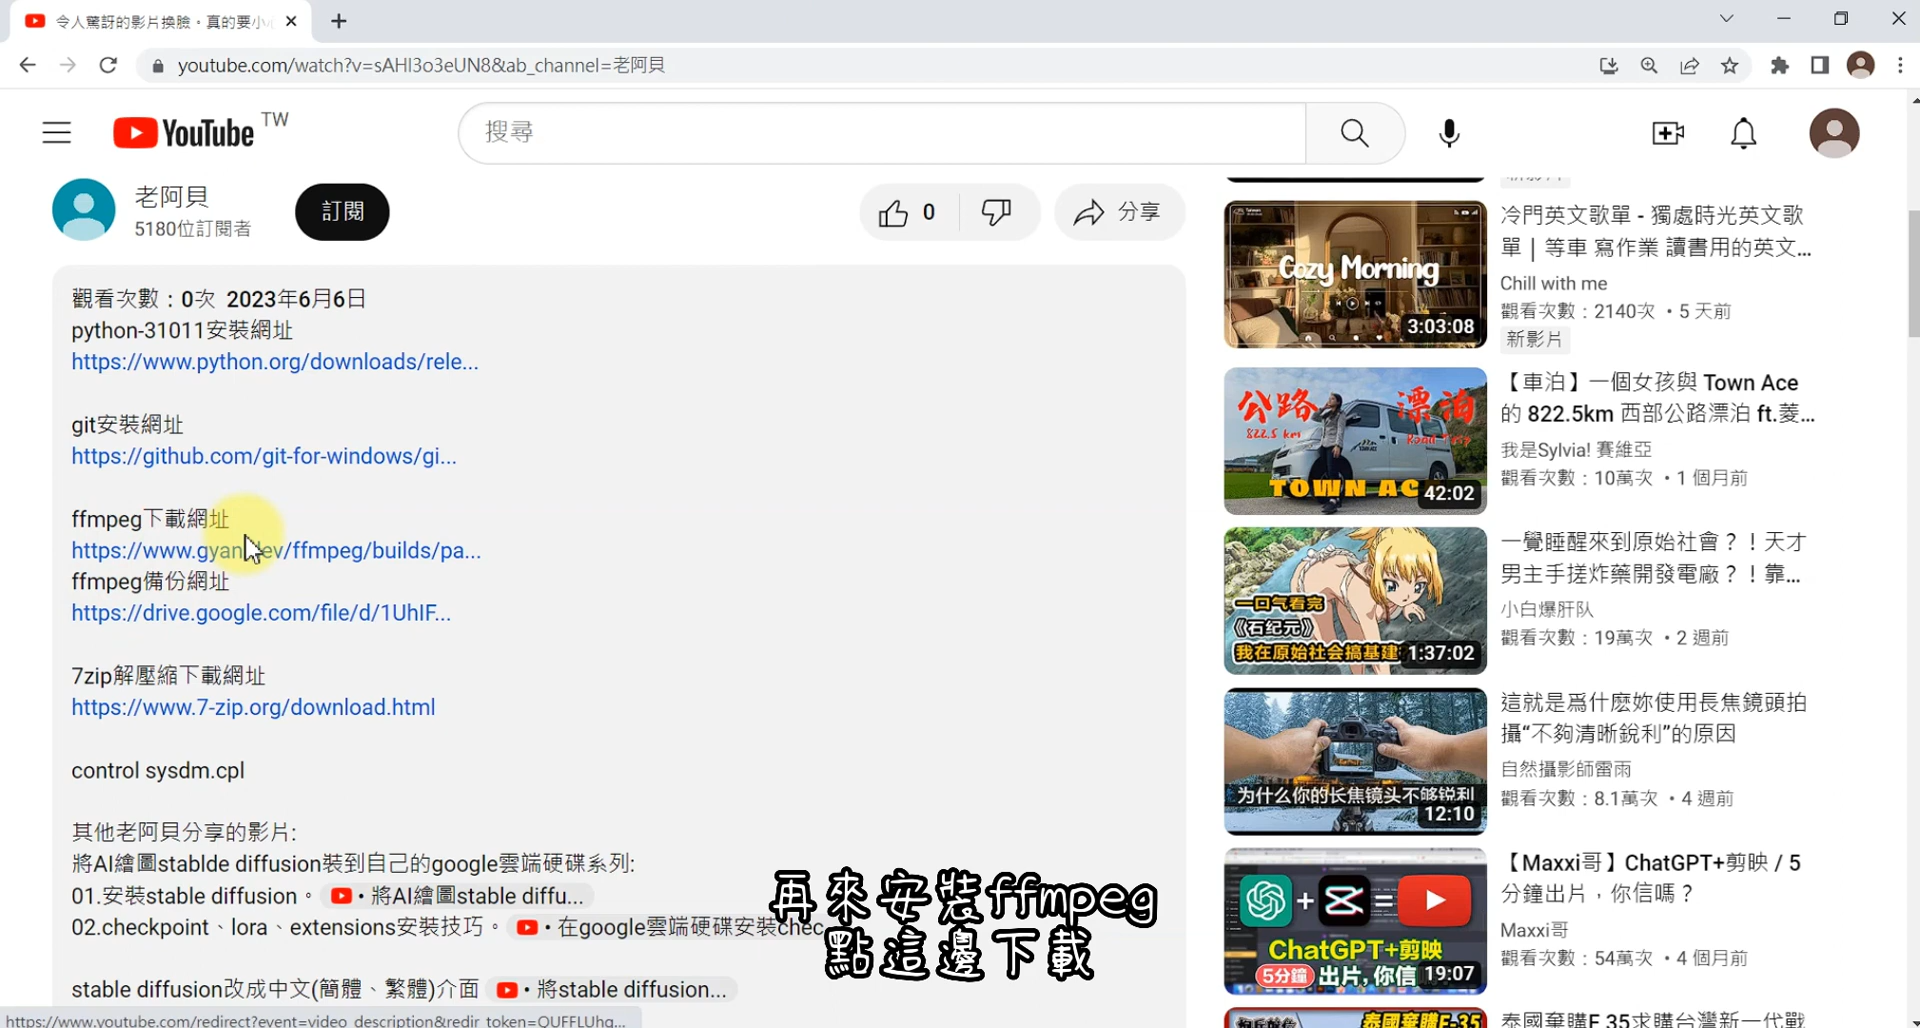 令人驚訝的影片換臉。真的要小心
youtube.com/watch?v=sAHI3o3eUN8&ab_channel=老阿貝
YouTube TW
搜尋
老阿貝
5180位訂閱者
訂閱
0
分享
觀看次數：0次 2023年6月6日
python-31011安裝網址
https://www.python.org/downloads/rele...
git安裝網址
https://github.com/git-for-windows/gi...
ffmpeg下載網址
https://www.gyan.dev/ffmpeg/builds/pa...
ffmpeg備份網址
https://drive.google.com/file/d/1UhIF...
7zip解壓縮下載網址
https://www.7-zip.org/download.html
control sysdm.cpl
其他老阿貝分享的影片:
將AI繪圖stablde diffusion裝到自己的google雲端硬碟系列:
01.安裝stable diffusion。 • 將AI繪圖stable diffu...
02.checkpoint、lora、extensions安裝技巧。 • 在google雲端硬碟安裝chec
stable diffusion改成中文(簡體、繁體)介面 • 將stable diffusion...
再來安裝ffmpeg
點這邊下載
https://www.youtube.com/redirect?event=video_description&redir_token=QUFFLUhq...
Cozy Morning
3:03:08
冷門英文歌單 - 獨處時光英文歌
單 | 等車 寫作業 讀書用的英文...
Chill with me
觀看次數：2140次 • 5 天前
新影片
公路 漂泊
822.5 km Road Trip
TOWN AC
42:02
【車泊】一個女孩與 Town Ace
的 822.5km 西部公路漂泊 ft.菱...
我是Sylvia! 賽維亞
觀看次數：10萬次 • 1 個月前
一口气看完
《石纪元》
我在原始社会搞基建
1:37:02
一覺睡醒來到原始社會？！天才
男主手搓炸藥開發電廠？！靠...
小白爆肝队
觀看次數：19萬次 • 2 週前
为什么你的长焦镜头不够锐利
12:10
這就是爲什麽妳使用長焦鏡頭拍
攝“不夠清晰銳利”的原因
自然攝影師雷雨
觀看次數：8.1萬次 • 4 週前
ChatGPT+剪映
5分鐘 出片,你信
19:07
【Maxxi哥】ChatGPT+剪映 / 5
分鐘出片，你信嗎？
Maxxi哥
觀看次數：54萬次 • 4 個月前
泰國棄購F-35
泰國棄購F 35求購台灣新一代戰